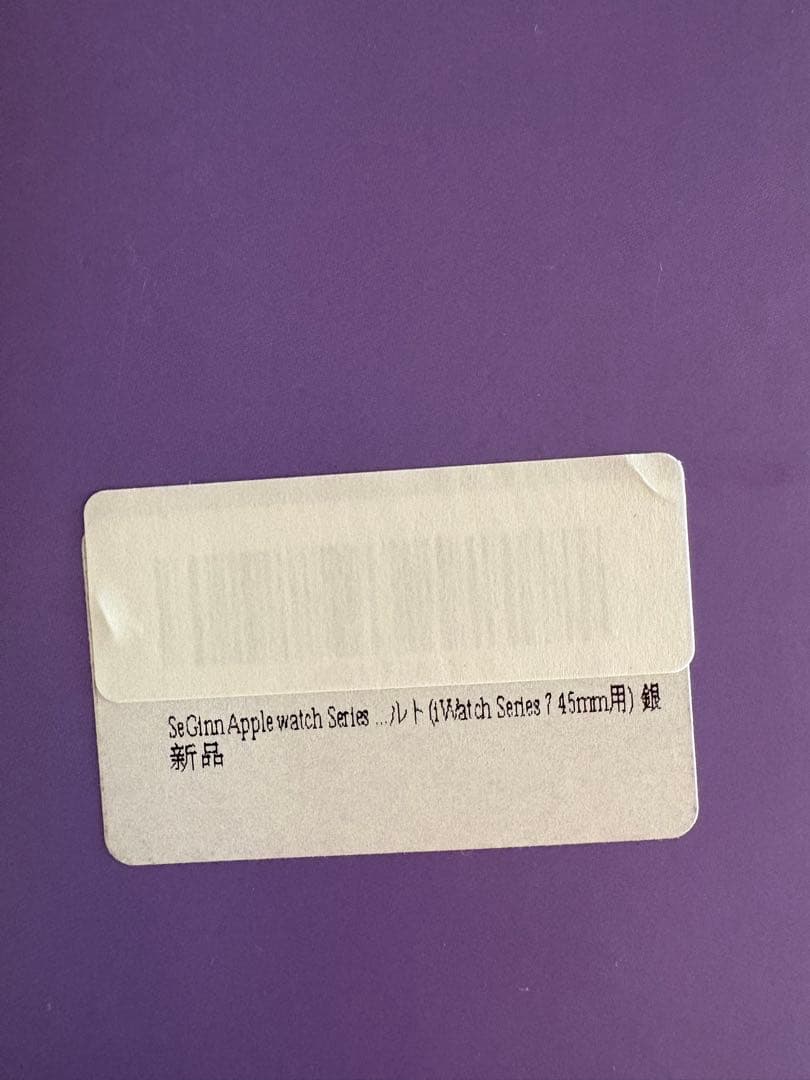 SeGinn Apple watch Series ...ルト (iWatch Series 7 45mm用) 銀
新品